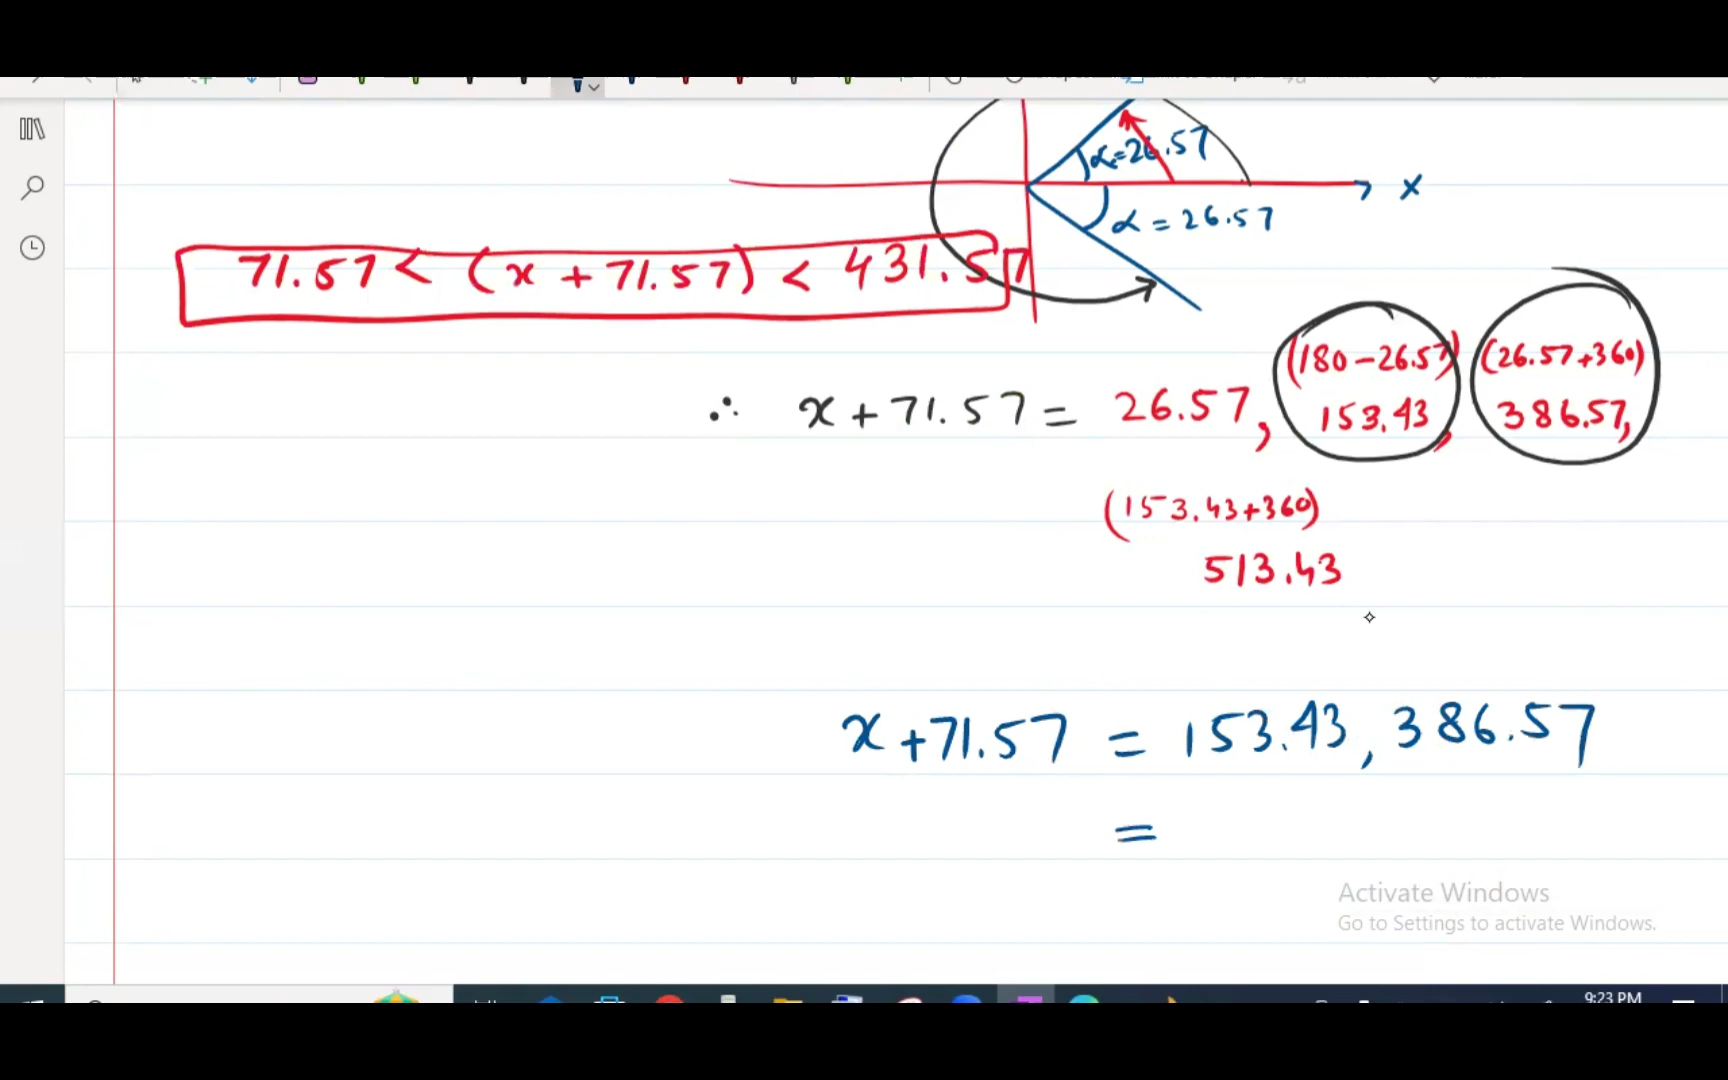 α=26.57
x
α = 26.57
71.57 < (x + 71.57) < 431.57
(180-26.57) (26.57+360)
∴ x + 71.57 = 26.57, 153.43, 386.57,
(153.43+360)
513.43
x + 71.57 = 153.43, 386.57
=
Activate Windows
Go to Settings to activate Windows.
9:23 PM